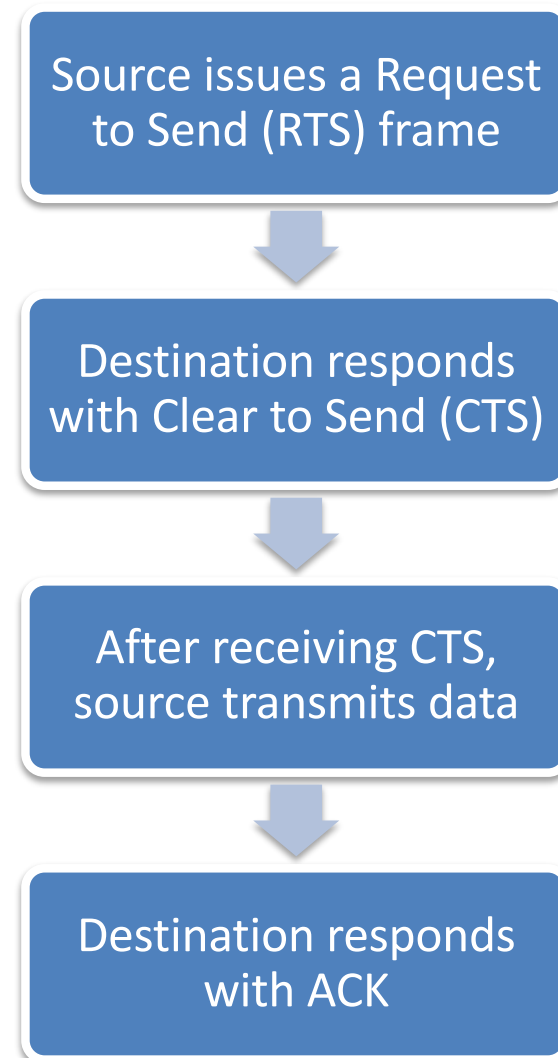 Source issues a Request
to Send (RTS) frame
Destination responds
with Clear to Send (CTS)
After receiving CTS,
source transmits data
Destination responds
with ACK